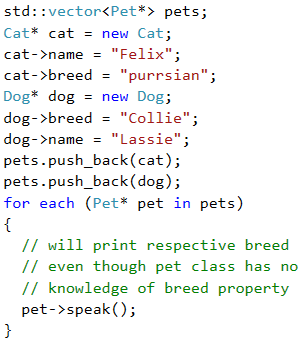 std::vector<Pet*> pets;
Cat* cat = new Cat;
cat->name = "Felix";
cat->breed = "purrsian";
Dog* dog = new Dog;
dog->breed = "Collie";
dog->name = "Lassie";
pets.push_back(cat);
pets.push_back(dog);
for each (Pet* pet in pets)
{
  // will print respective breed
  // even though pet class has no
  // knowledge of breed property
  pet->speak();
}